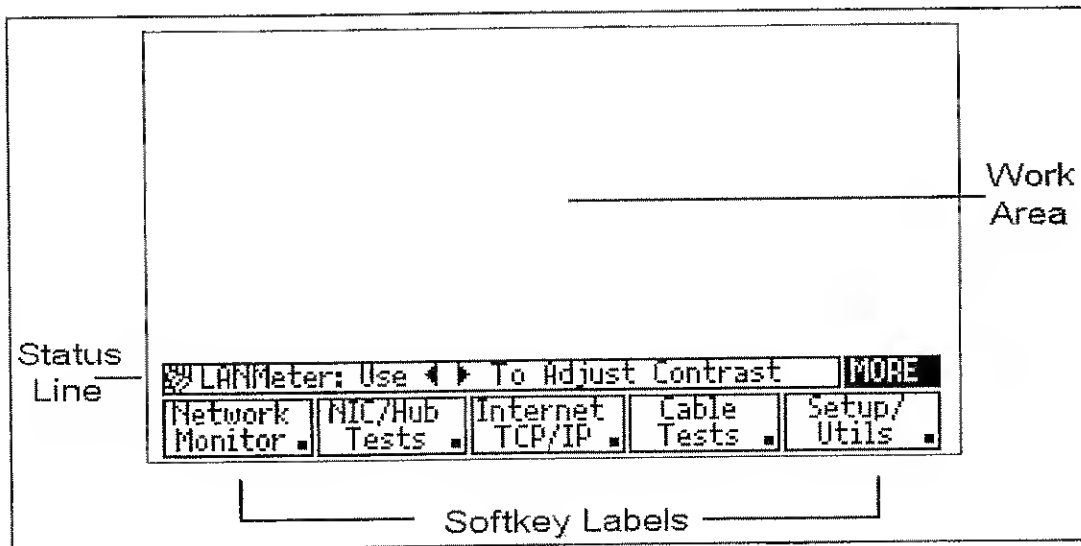 Work
Area
Status
Line
LANMeter: Use ◀ ▶ To Adjust Contrast MORE
Network
Monitor
NIC/Hub
Tests
Internet
TCP/IP
Cable
Tests
Setup/
Utils
Softkey Labels